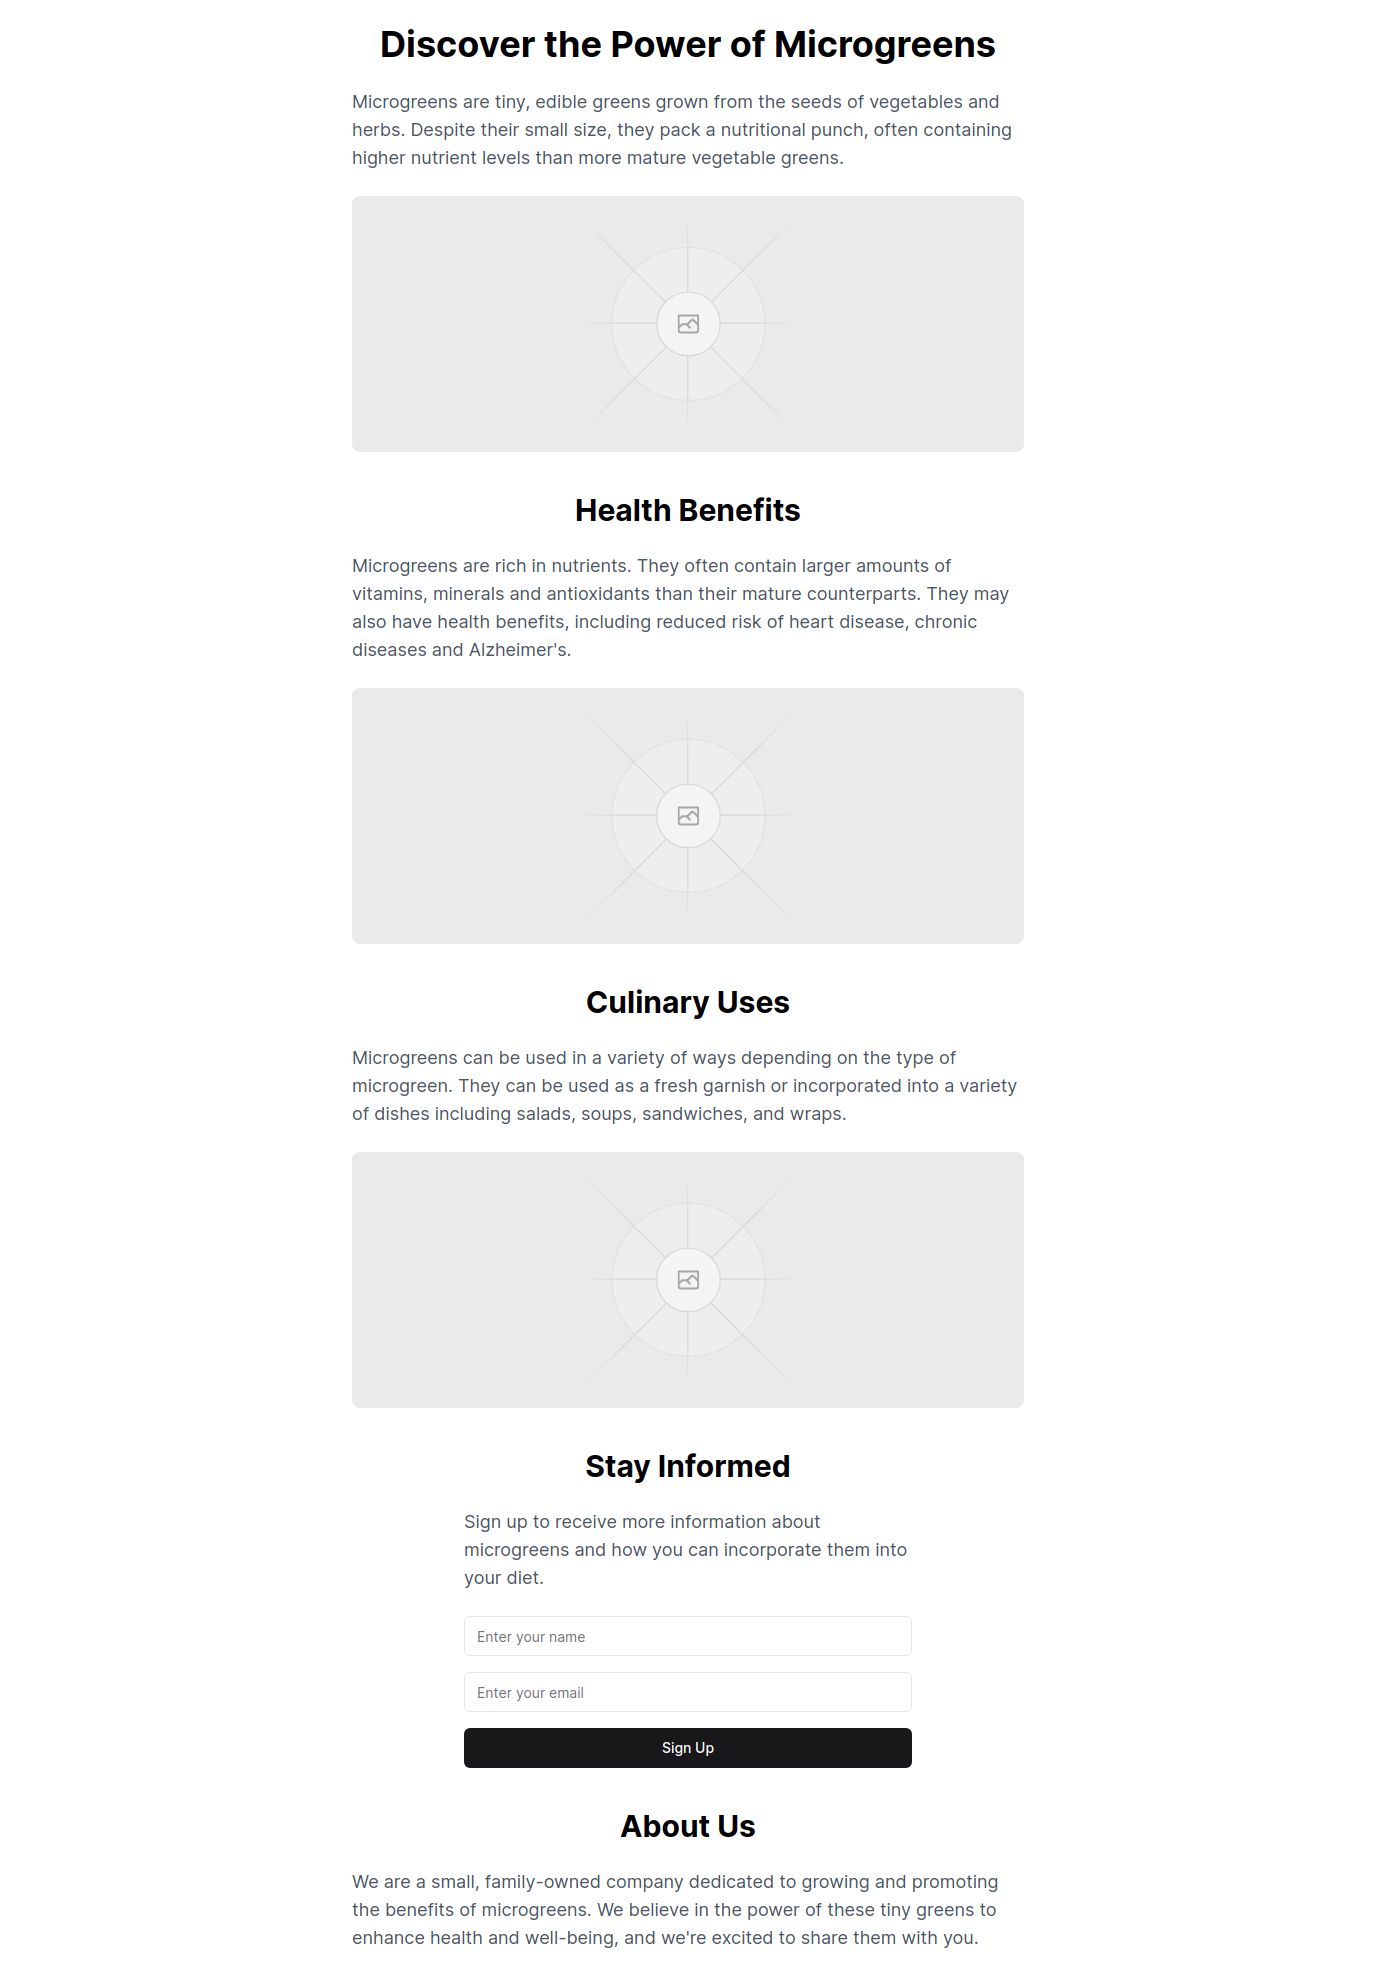 Discover the Power of Microgreens
Microgreens are tiny, edible greens grown from the seeds of vegetables and
herbs. Despite their small size, they pack a nutritional punch, often containing
higher nutrient levels than more mature vegetable greens.
Health Benefits
Microgreens are rich in nutrients. They often contain larger amounts of
vitamins, minerals and antioxidants than their mature counterparts. They may
also have health benefits, including reduced risk of heart disease, chronic
diseases and Alzheimer's.
Culinary Uses
Microgreens can be used in a variety of ways depending on the type of
microgreen. They can be used as a fresh garnish or incorporated into a variety
of dishes including salads, soups, sandwiches, and wraps.
Stay Informed
Sign up to receive more information about
microgreens and how you can incorporate them into
your diet.
Enter your name
Enter your email
Sign Up
About Us
We are a small, family-owned company dedicated to growing and promoting
the benefits of microgreens. We believe in the power of these tiny greens to
enhance health and well-being, and we're excited to share them with you.